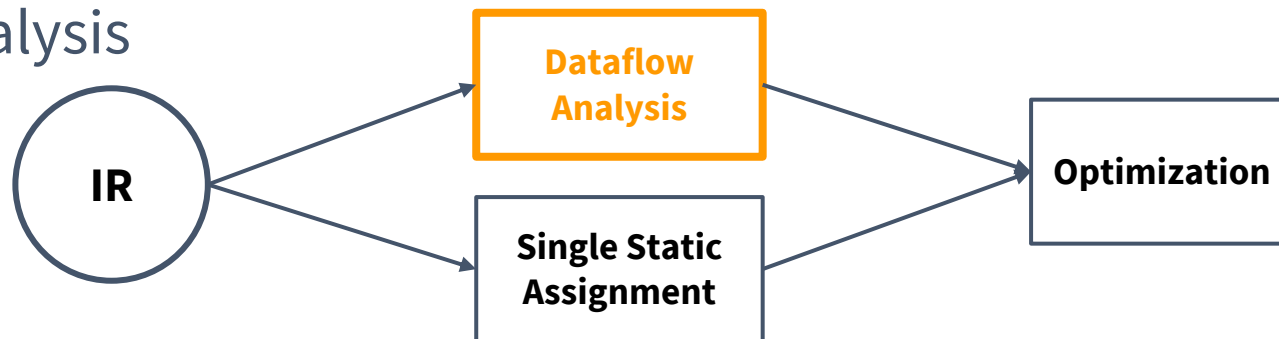 alysis
Dataflow
Analysis
IR
Optimization
Single Static
Assignment